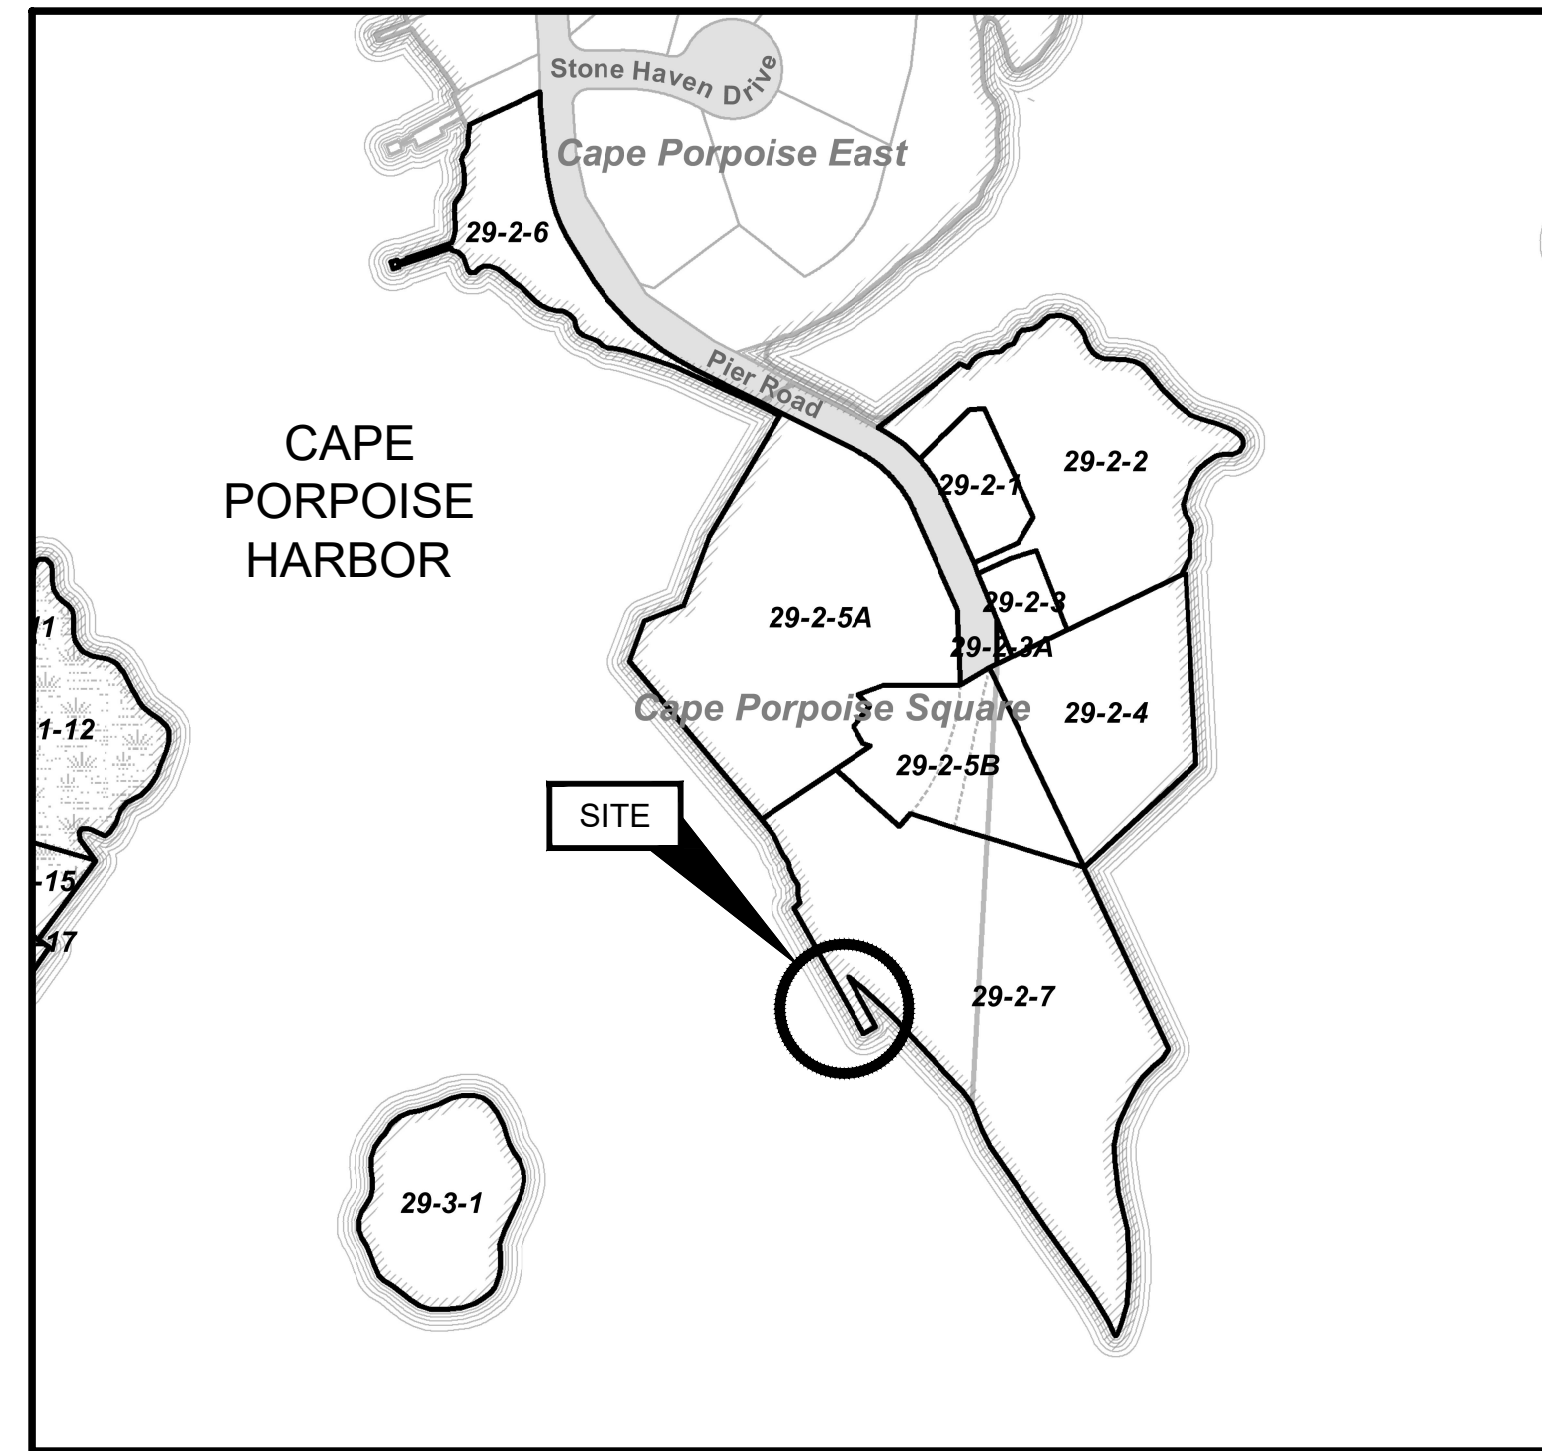 Stone Haven Drive
Cape Porpoise East
29-2-6
Pier Road
CAPE
PORPOISE
HARBOR
29-2-2
29-2-1
29-2-3
29-2-5A
29-2-3A
Cape Porpoise Square
29-2-4
29-2-5B
11
1-12
-15
-17
SITE
29-2-7
29-3-1